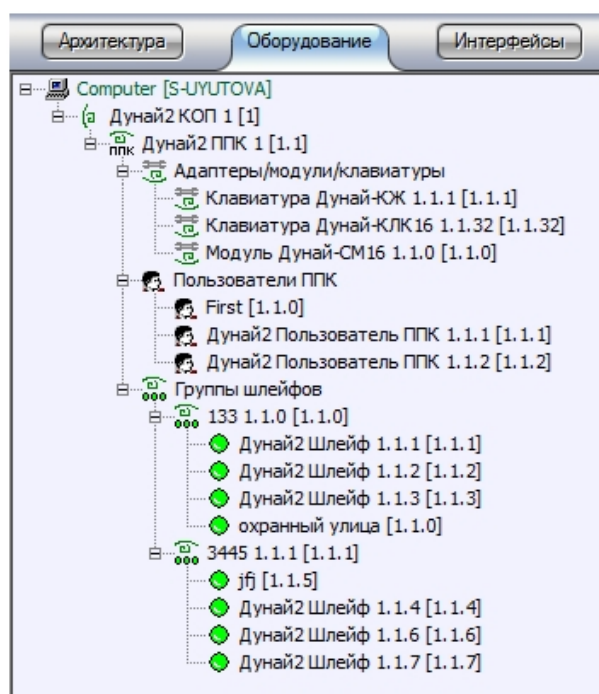 Архитектура Оборудование Интерфейсы
Computer [S-UYUTOVA]
Дунай2 КОП 1 [1]
ппк Дунай2 ППК 1 [1.1]
Адаптеры/модули/клавиатуры
Клавиатура Дунай-КЖ 1.1.1 [1.1.1]
Клавиатура Дунай-КЛК16 1.1.32 [1.1.32]
Модуль Дунай-СМ16 1.1.0 [1.1.0]
Пользователи ППК
First [1.1.0]
Дунай2 Пользователь ППК 1.1.1 [1.1.1]
Дунай2 Пользователь ППК 1.1.2 [1.1.2]
Группы шлейфов
133 1.1.0 [1.1.0]
Дунай2 Шлейф 1.1.1 [1.1.1]
Дунай2 Шлейф 1.1.2 [1.1.2]
Дунай2 Шлейф 1.1.3 [1.1.3]
охранный улица [1.1.0]
3445 1.1.1 [1.1.1]
jfj [1.1.5]
Дунай2 Шлейф 1.1.4 [1.1.4]
Дунай2 Шлейф 1.1.6 [1.1.6]
Дунай2 Шлейф 1.1.7 [1.1.7]